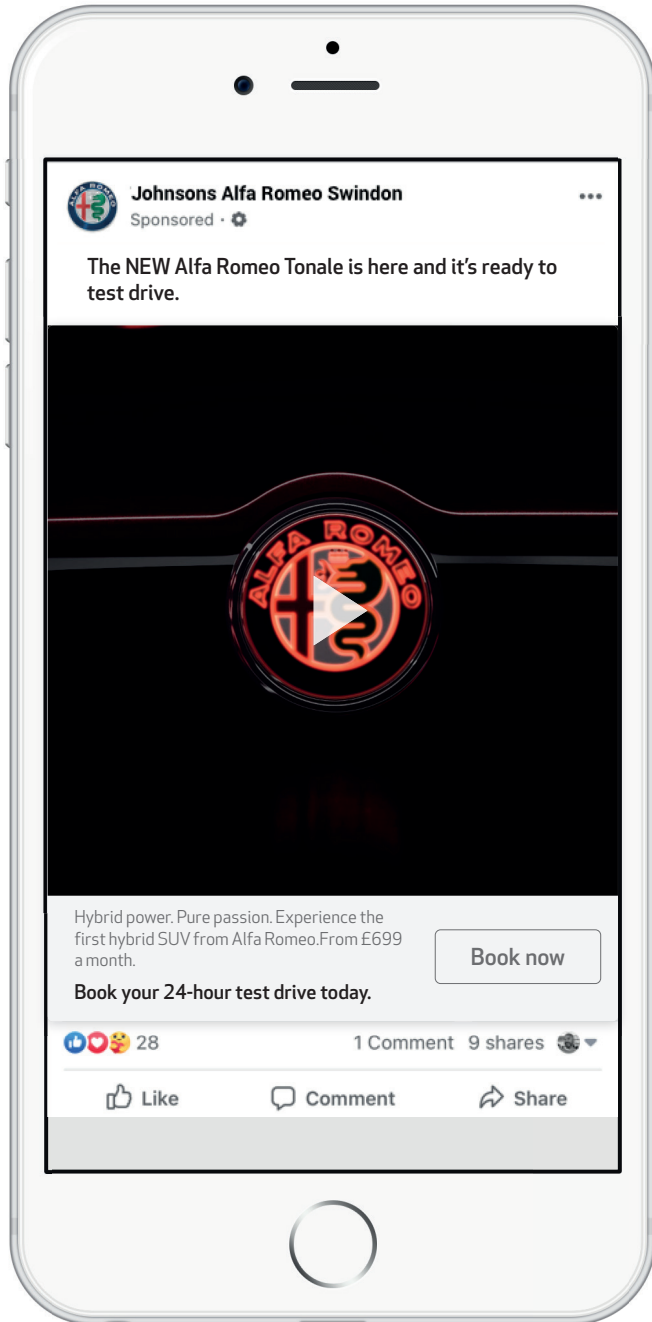 Johnsons Alfa Romeo Swindon
Sponsored ·
The NEW Alfa Romeo Tonale is here and it's ready to
test drive.
ALFA ROMEO
Hybrid power. Pure passion. Experience the
first hybrid SUV from Alfa Romeo.From £699
a month.
Book now
Book your 24-hour test drive today.
28
1 Comment 9 shares
Like
Comment
Share